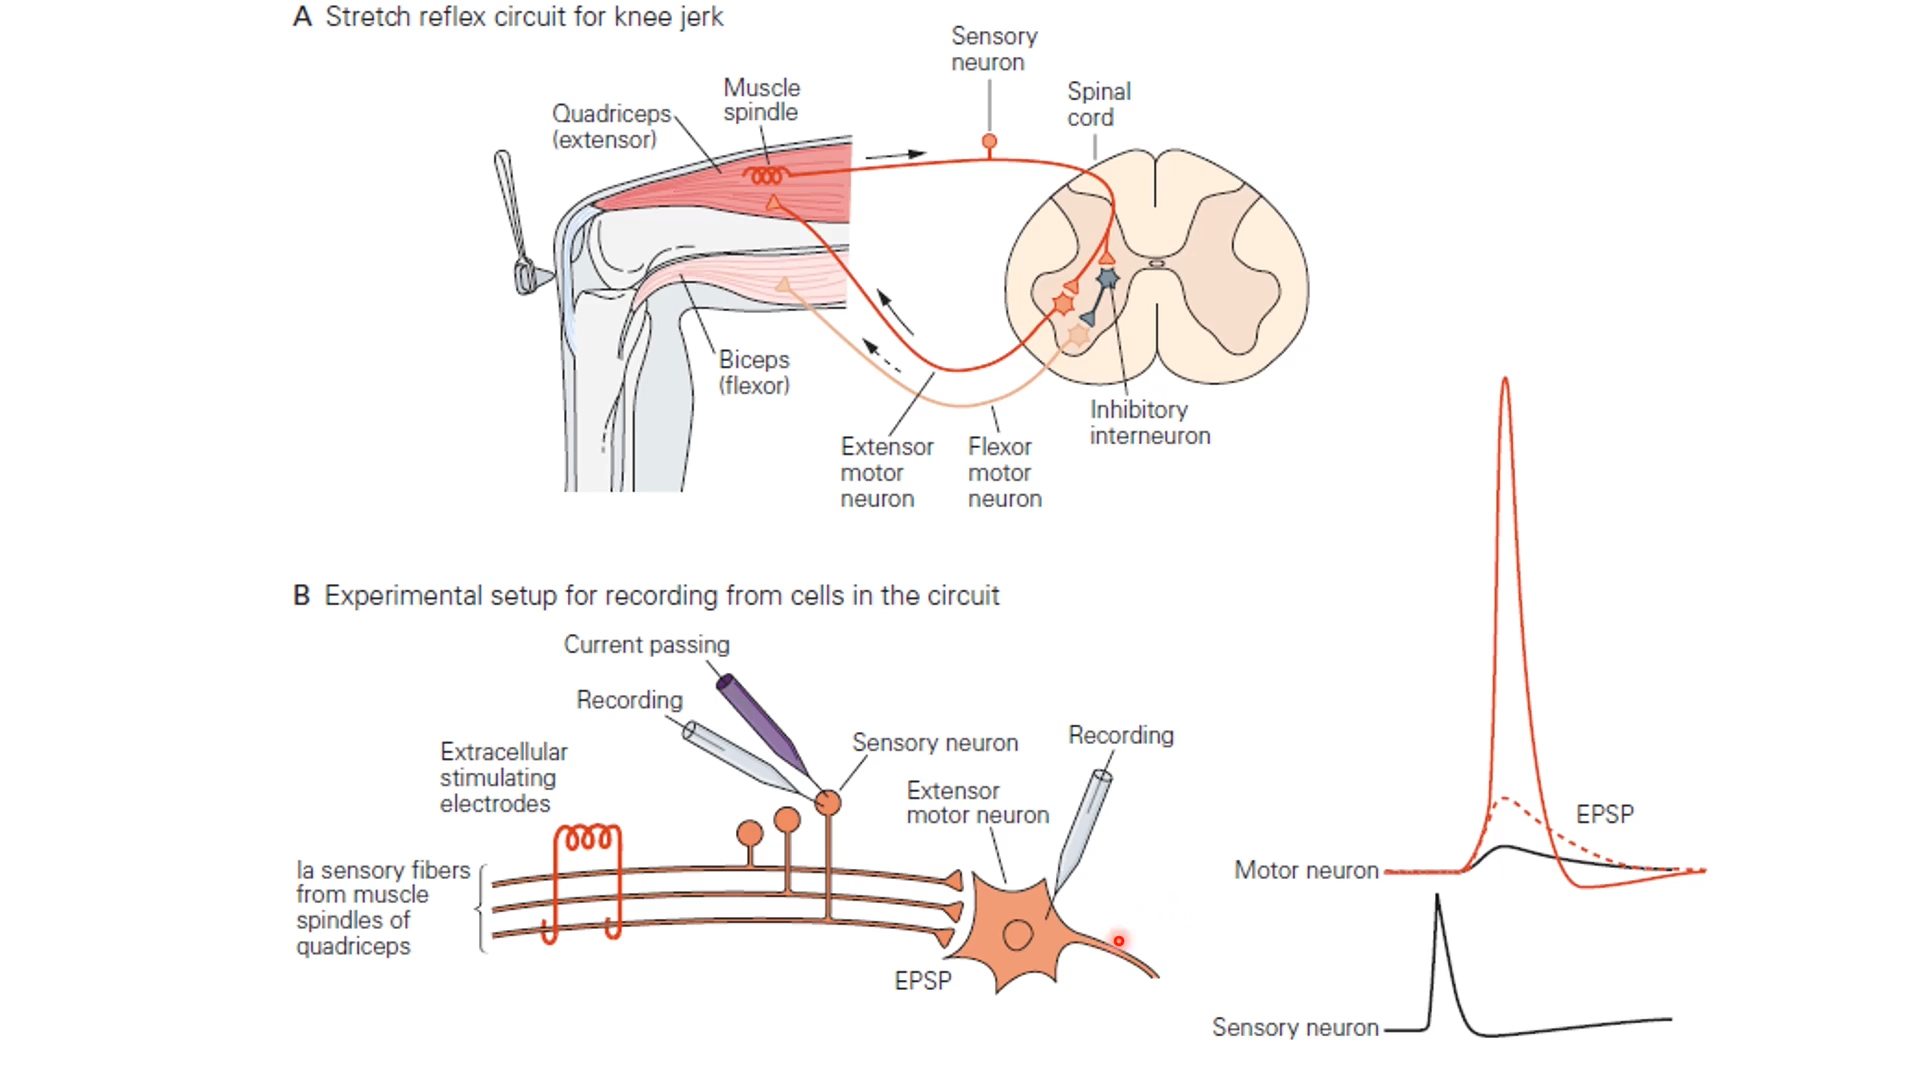 A Stretch reflex circuit for knee jerk
Sensory
neuron
Muscle
spindle
Spinal
cord
Quadriceps
(extensor)
Biceps
(flexor)
Inhibitory
interneuron
Extensor
motor
neuron
Flexor
motor
neuron
B Experimental setup for recording from cells in the circuit
Current passing
Recording
Extracellular
stimulating
electrodes
Sensory neuron
Recording
Extensor
motor neuron
Ia sensory fibers
from muscle
spindles of
quadriceps
EPSP
EPSP
Motor neuron
Sensory neuron